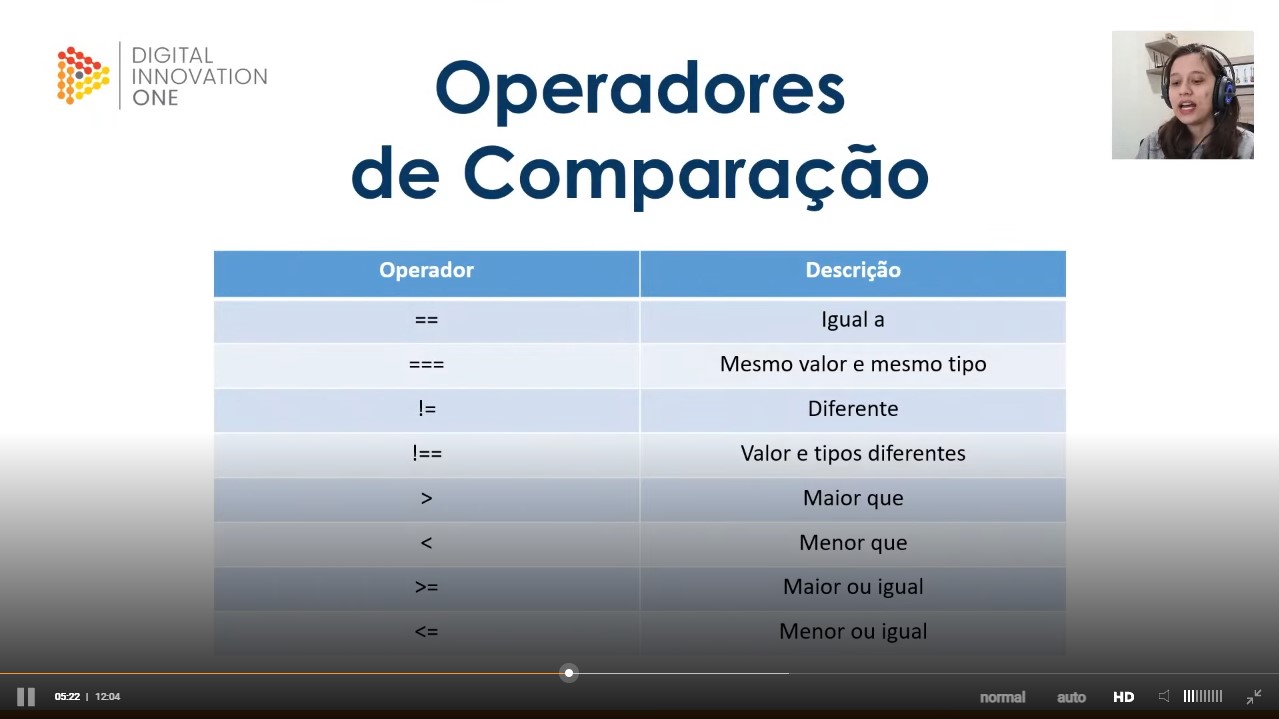 DIGITAL
INNOVATION
ONE
Operadores
de Comparação
Operador Descrição
== Igual a
=== Mesmo valor e mesmo tipo
!= Diferente
!== Valor e tipos diferentes
> Maior que
< Menor que
>= Maior ou igual
<= Menor ou igual
05:22 | 12:04 normal auto HD